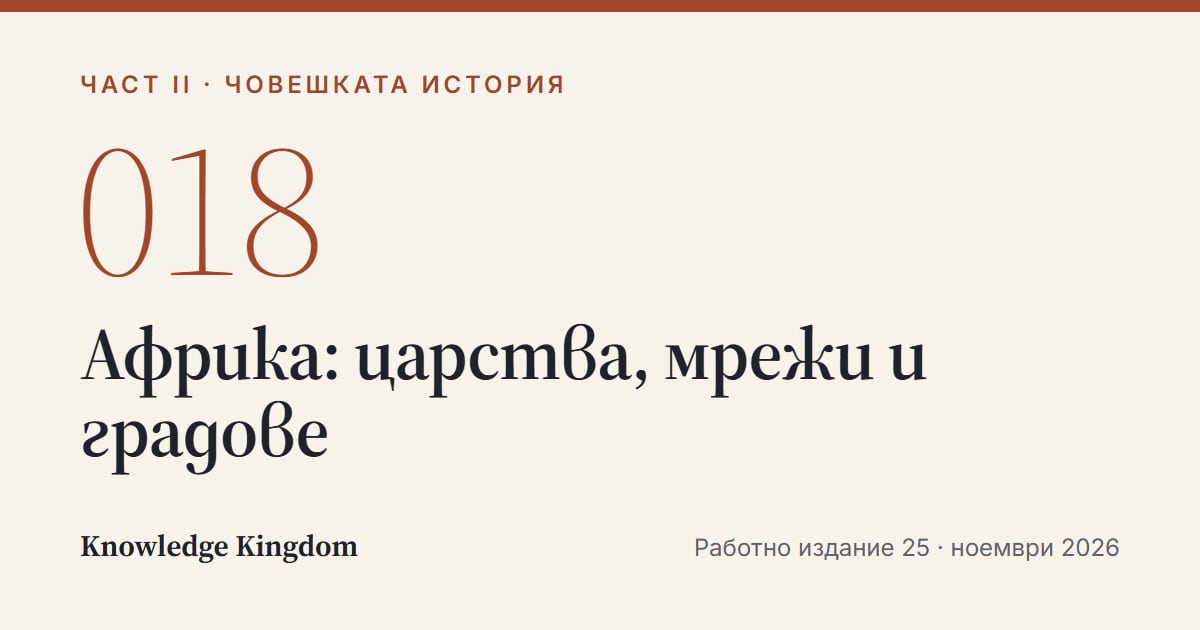 ЧАСТ II · ЧОВЕШКАТА ИСТОРИЯ
018
Африка: царства, мрежи и
градове
Knowledge Kingdom
Работно издание 25 · ноември 2026